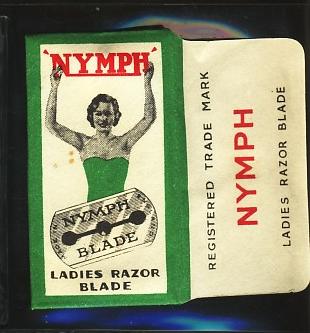 'NYMPH'
NYMPH
BLADE
LADIES RAZOR
BLADE
REGISTERED TRADE MARK
NYMPH
LADIES RAZOR BLADE